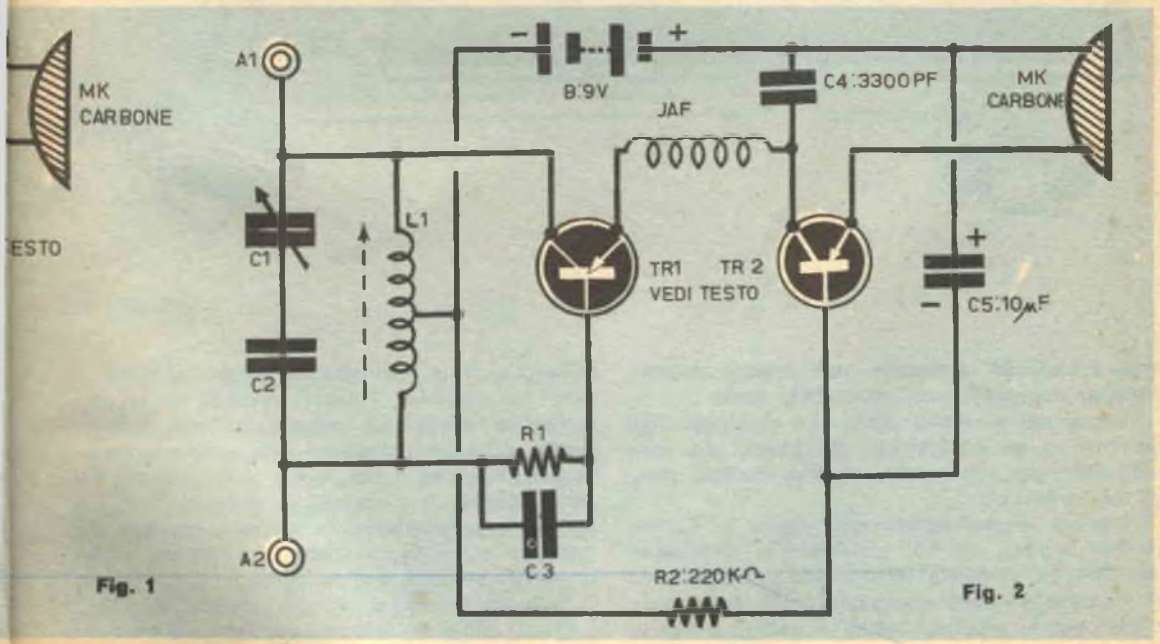 MK
CARBONE
ESTO
Fig. 1
A1
C1
C2
A2
L1
-
B:9V
+
C4:3300PF
JAF
MK
CARBONE
TR1
TR 2
VEDI TESTO
+
-
C5:10µF
R1
C3
R2:220KΩ
Fig. 2